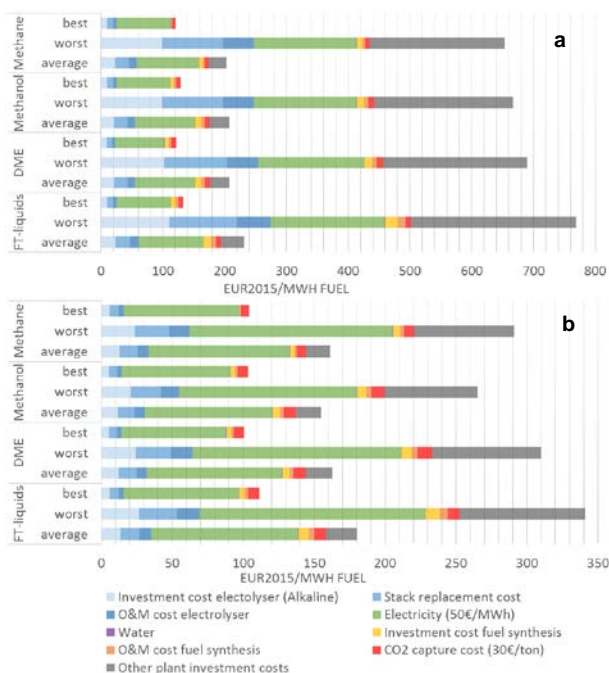 a
Methane
best
worst
average
Methanol
best
worst
average
DME
best
worst
average
FT-liquids
best
worst
average
0 100 200 300 400 500 600 700 800
EUR2015/MWH FUEL
b
Methane
best
worst
average
Methanol
best
worst
average
DME
best
worst
average
FT-liquids
best
worst
average
0 50 100 150 200 250 300 350
EUR2015/MWH FUEL
Investment cost electolyser (Alkaline) Stack replacement cost
O&M cost electrolyser Electricity (50€/MWh)
Water Investment cost fuel synthesis
O&M cost fuel synthesis CO2 capture cost (30€/ton)
Other plant investment costs